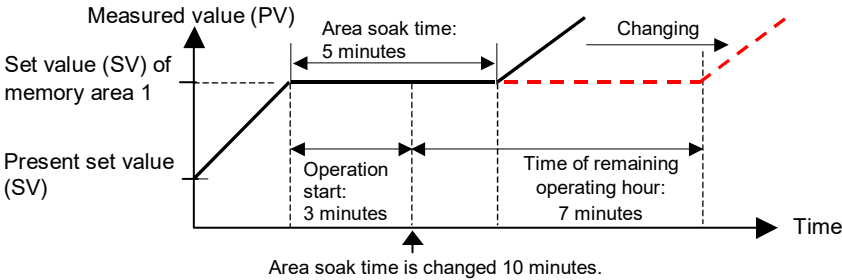 Measured value (PV)
Area soak time:
5 minutes
Changing
Set value (SV) of
memory area 1
Present set value
(SV)
Operation
start:
3 minutes
Time of remaining
operating hour:
7 minutes
Time
Area soak time is changed 10 minutes.